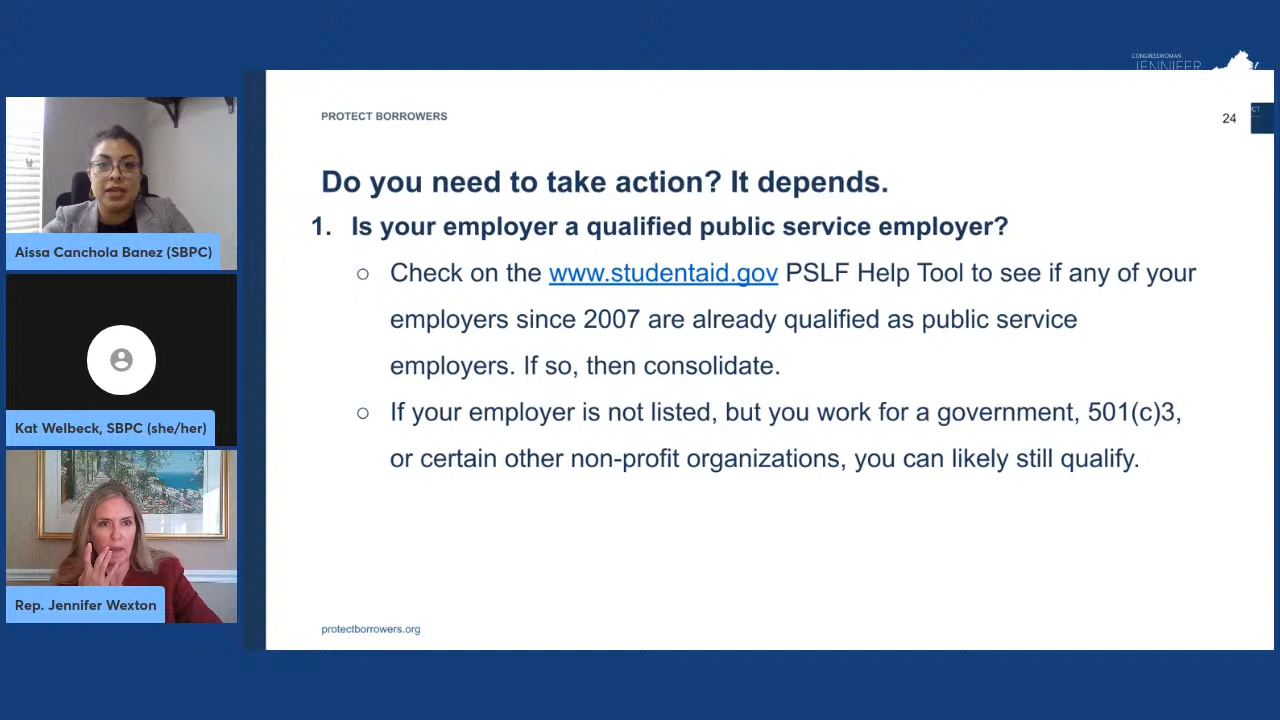 CONGRESSWOMAN
JENNIFER
PROTECT BORROWERS
24
CT
Do you need to take action? It depends.
1. Is your employer a qualified public service employer?
○ Check on the www.studentaid.gov PSLF Help Tool to see if any of your
employers since 2007 are already qualified as public service
employers. If so, then consolidate.
○ If your employer is not listed, but you work for a government, 501(c)3,
or certain other non-profit organizations, you can likely still qualify.
protectborrowers.org
Aissa Canchola Banez (SBPC)
Kat Welbeck, SBPC (she/her)
Rep. Jennifer Wexton